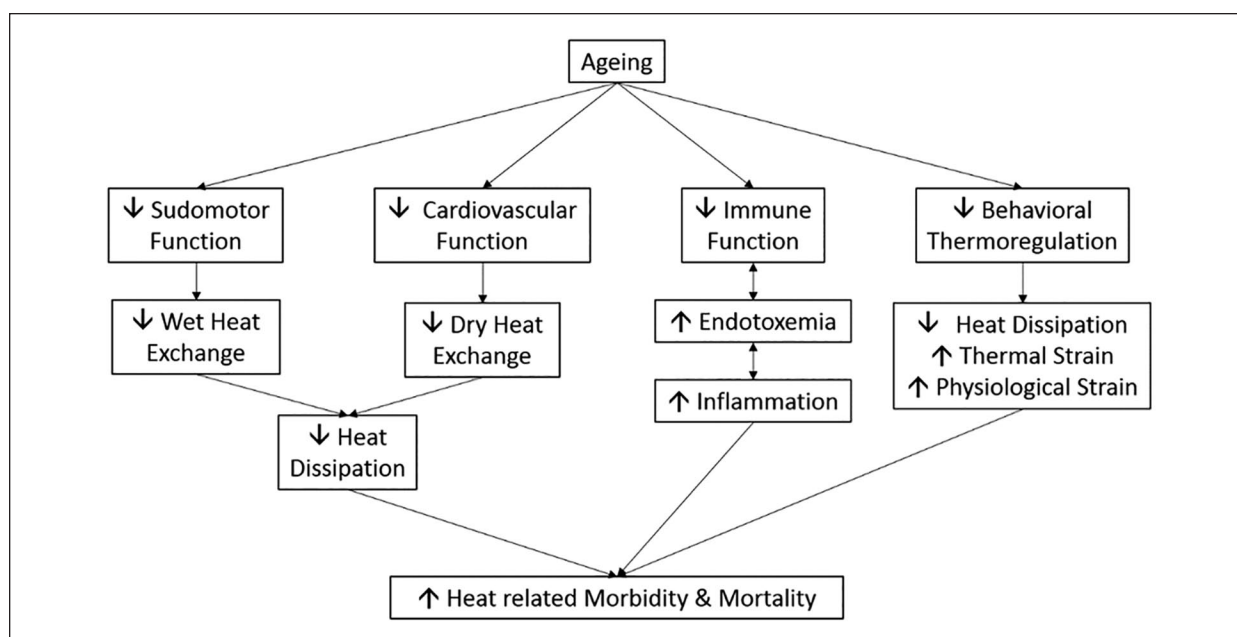 Ageing
↓ Sudomotor
Function
↓ Cardiovascular
Function
↓ Immune
Function
↓ Behavioral
Thermoregulation
↓ Wet Heat
Exchange
↓ Dry Heat
Exchange
↑ Endotoxemia
↓ Heat Dissipation
↑ Thermal Strain
↑ Physiological Strain
↑ Inflammation
↓ Heat
Dissipation
↑ Heat related Morbidity & Mortality